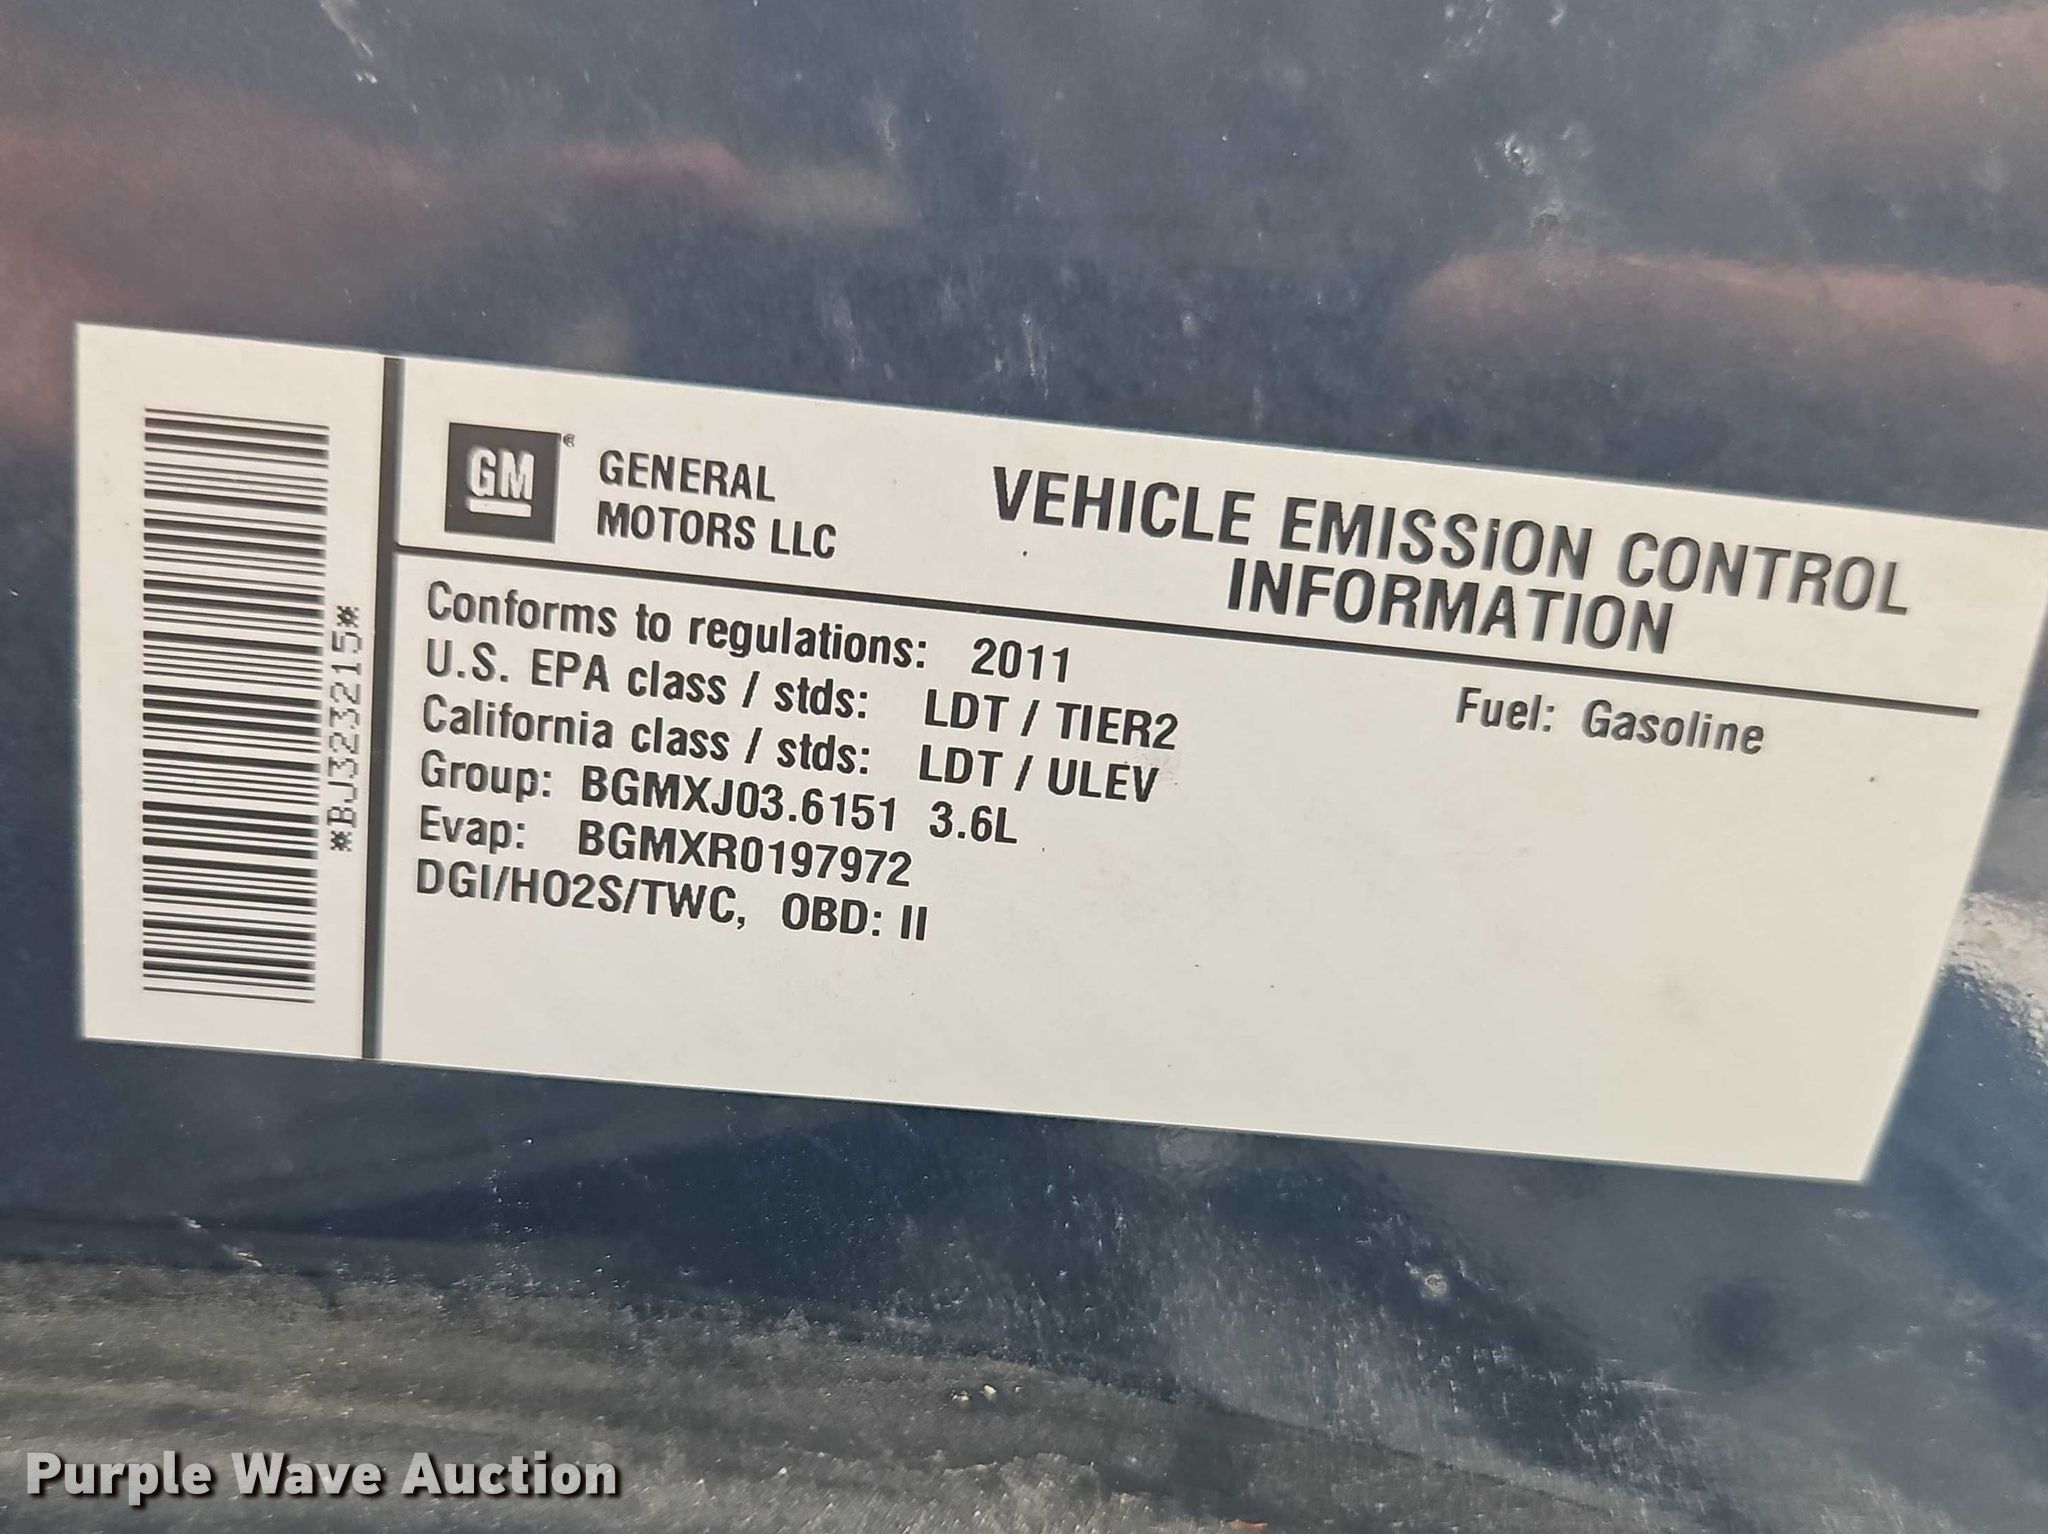 **BJ323215**
GM®
GENERAL
MOTORS LLC
VEHICLE EMISSION CONTROL
INFORMATION
Conforms to regulations: 2011
Fuel: Gasoline
U.S. EPA class / stds: LDT / TIER2
California class / stds: LDT / ULEV
Group: BGMXJ03.6151 3.6L
Evap: BGMXR0197972
DGI/HO2S/TWC, OBD: II
Purple Wave Auction